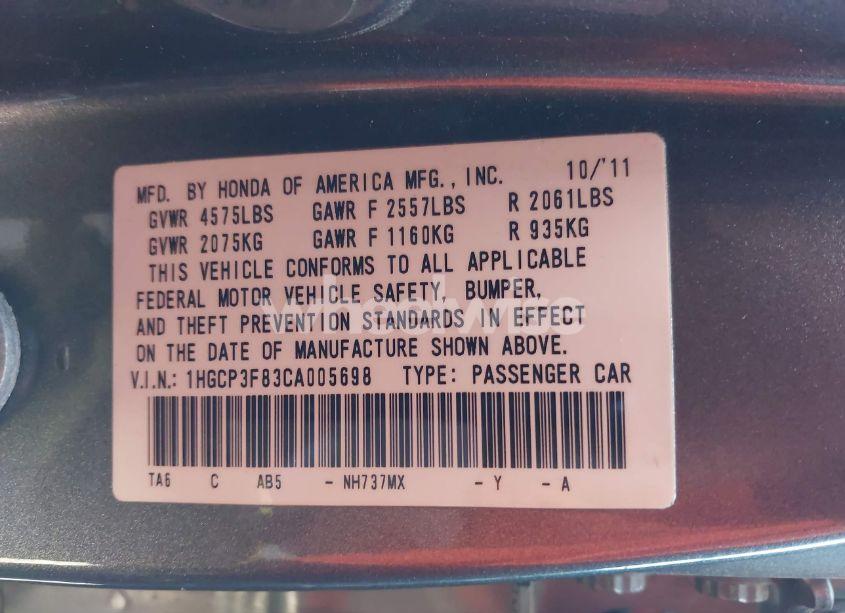 MFD. BY HONDA OF AMERICA MFG., INC. 10/'11
GVWR 4575LBS GAWR F 2557LBS R 2061LBS
GVWR 2075KG GAWR F 1160KG R 935KG
THIS VEHICLE CONFORMS TO ALL APPLICABLE
FEDERAL MOTOR VEHICLE SAFETY, BUMPER,
AND THEFT PREVENTION STANDARDS IN EFFECT
ON THE DATE OF MANUFACTURE SHOWN ABOVE.
V.I.N.: 1HGCP3F83CA005698 TYPE: PASSENGER CAR
TA6 C AB5 - NH737MX - Y - A